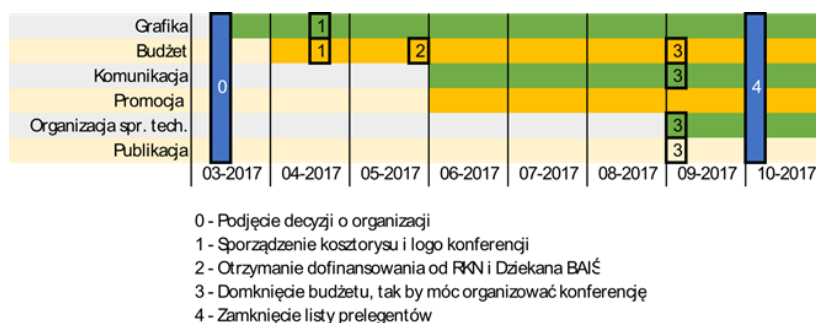 Grafika 1
Budżet 1 2 3
Komunikacja 3
Promocja
Organizacja spr. tech. 3
Publikacja 3
0 4
03-2017 04-2017 05-2017 06-2017 07-2017 08-2017 09-2017 10-2017
0 - Podjęcie decyzji o organizacji
1 - Sporządzenie kosztorysu i logo konferencji
2 - Otrzymanie dofinansowania od RKN i Dziekana BAIŚ
3 - Domknięcie budżetu, tak by móc organizować konferencję
4 - Zamknięcie listy prelegentów